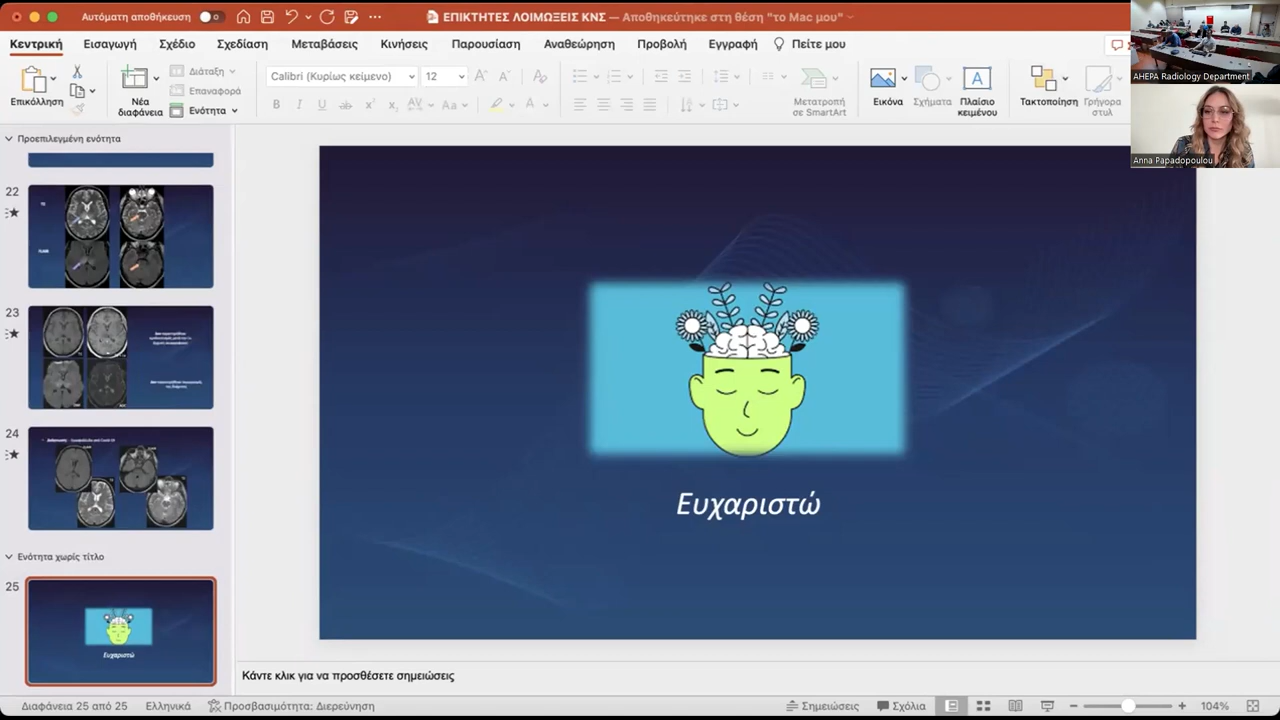 Αυτόματη αποθήκευση
ΕΠΙΚΤΗΤΕΣ ΛΟΙΜΩΞΕΙΣ ΚΝΣ — Αποθηκεύτηκε στη θέση "το Mac μου"
Κεντρική Εισαγωγή Σχέδιο Σχεδίαση Μεταβάσεις Κινήσεις Παρουσίαση Αναθεώρηση Προβολή Εγγραφή Πείτε μου
Επικόλληση
Νέα
διαφάνεια
Διάταξη
Επαναφορά
Ενότητα
Calibri (Κυρίως κείμενο) 12
Μετατροπή
σε SmartArt
Εικόνα
Σχήματα
Πλαίσιο
κειμένου
Τακτοποίηση
Γρήγορα
στυλ
AHEPA Radiology Department
Anna Papadopoulou
Προεπιλεγμένη ενότητα
22
T2
FLAIR
23
24
Ενότητα χωρίς τίτλο
25
Ευχαριστώ
Ευχαριστώ
Κάντε κλικ για να προσθέσετε σημειώσεις
Διαφάνεια 25 από 25 Ελληνικά Προσβασιμότητα: Διερεύνηση Σημειώσεις Σχόλια 104%